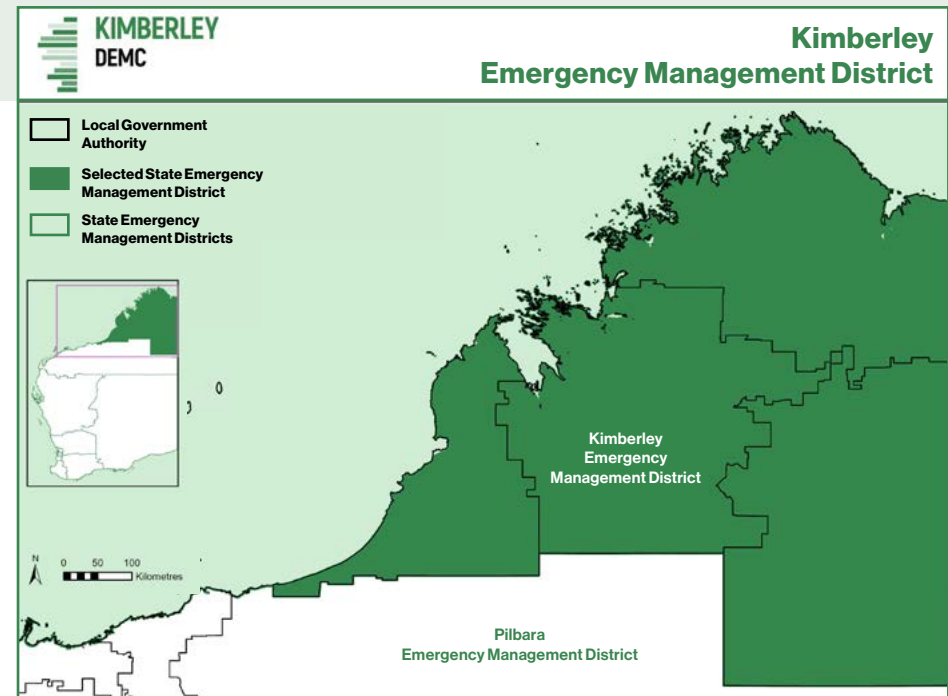 KIMBERLEY
DEMC
Kimberley
Emergency Management District
Local Government
Authority
Selected State Emergency
Management District
State Emergency
Management Districts
Kimberley
Emergency
Management District
N
0 50 100
Kilometres
Pilbara
Emergency Management District